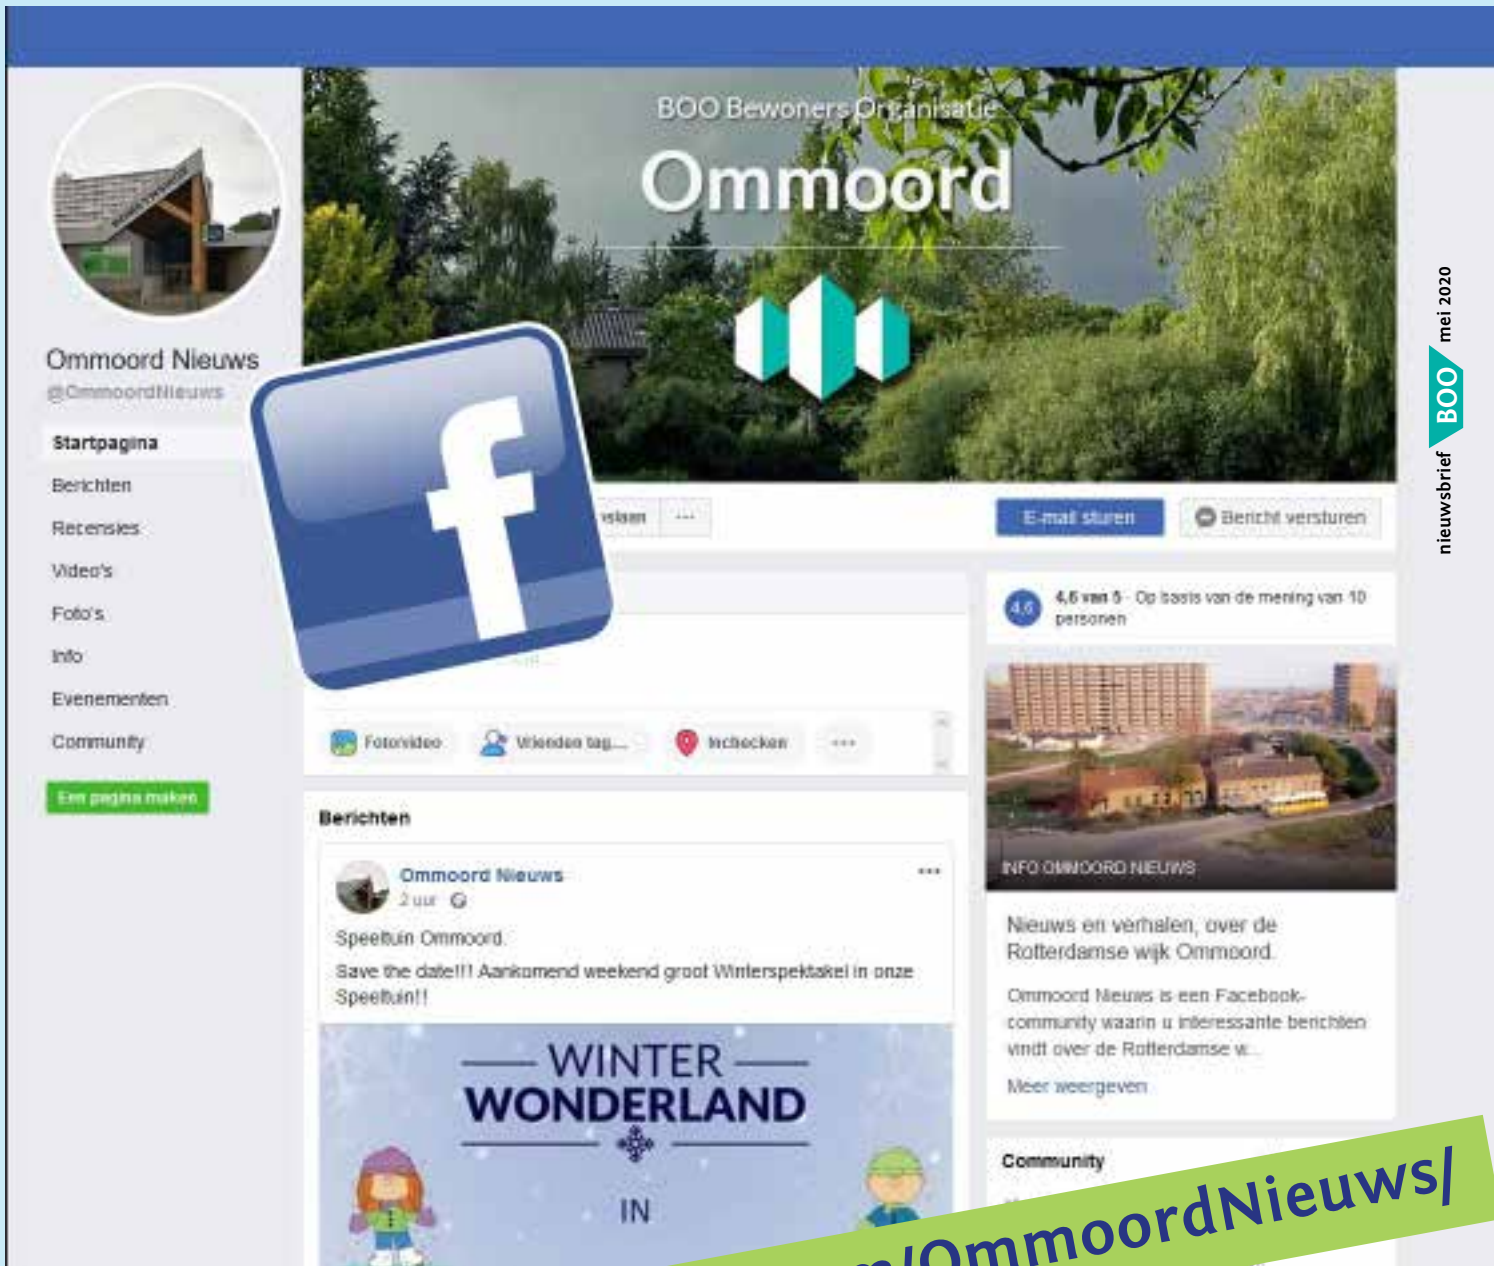 BOO Bewoners Organisatie
Ommoord
Ommoord Nieuws
@OmmoordNieuws
Startpagina
Berichten
Recensies
Video's
Foto's
Info
Evenementen
Community
Een pagina maken
···
E-mail sturen
Bericht versturen
4,6
4,6 van 5 · Op basis van de mening van 10
personen
Foto/video
Vrienden tag...
Inchecken
···
Berichten
Ommoord Nieuws
2 uur
···
Speeltuin Ommoord.
Save the date!!! Aankomend weekend groot Winterspektakel in onze
Speeltuin!!
WINTER
WONDERLAND
IN
INFO OMMOORD NIEUWS
Nieuws en verhalen, over de
Rotterdamse wijk Ommoord.
Ommoord Nieuws is een Facebook-
community waarin u interessante berichten
vindt over de Rotterdamse w...
Meer weergeven
Community
/OmmoordNieuws/
nieuwsbrief BOO mei 2020